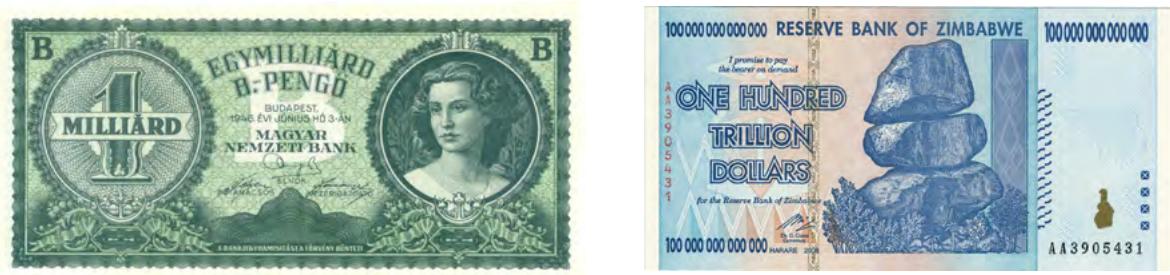 B
B
1
MILLIÁRD
EGYMILLIÁRD
B.-PENGŐ
BUDAPEST,
1946. ÉVI JÚNIUS HÓ 3-ÁN
MAGYAR
NEMZETI BANK
A BANKJEGYHAMISÍTÁST A TÖRVÉNY BÜNTETI
100 000 000 000 000
RESERVE BANK OF ZIMBABWE
100 000 000 000 000
I promise to pay
the bearer on demand
ONE HUNDRED
TRILLION
DOLLARS
for the Reserve Bank of Zimbabwe
Dr. G. Gono
Governor
100 000 000 000 000
HARARE 2008
AA3905431
AA3905431